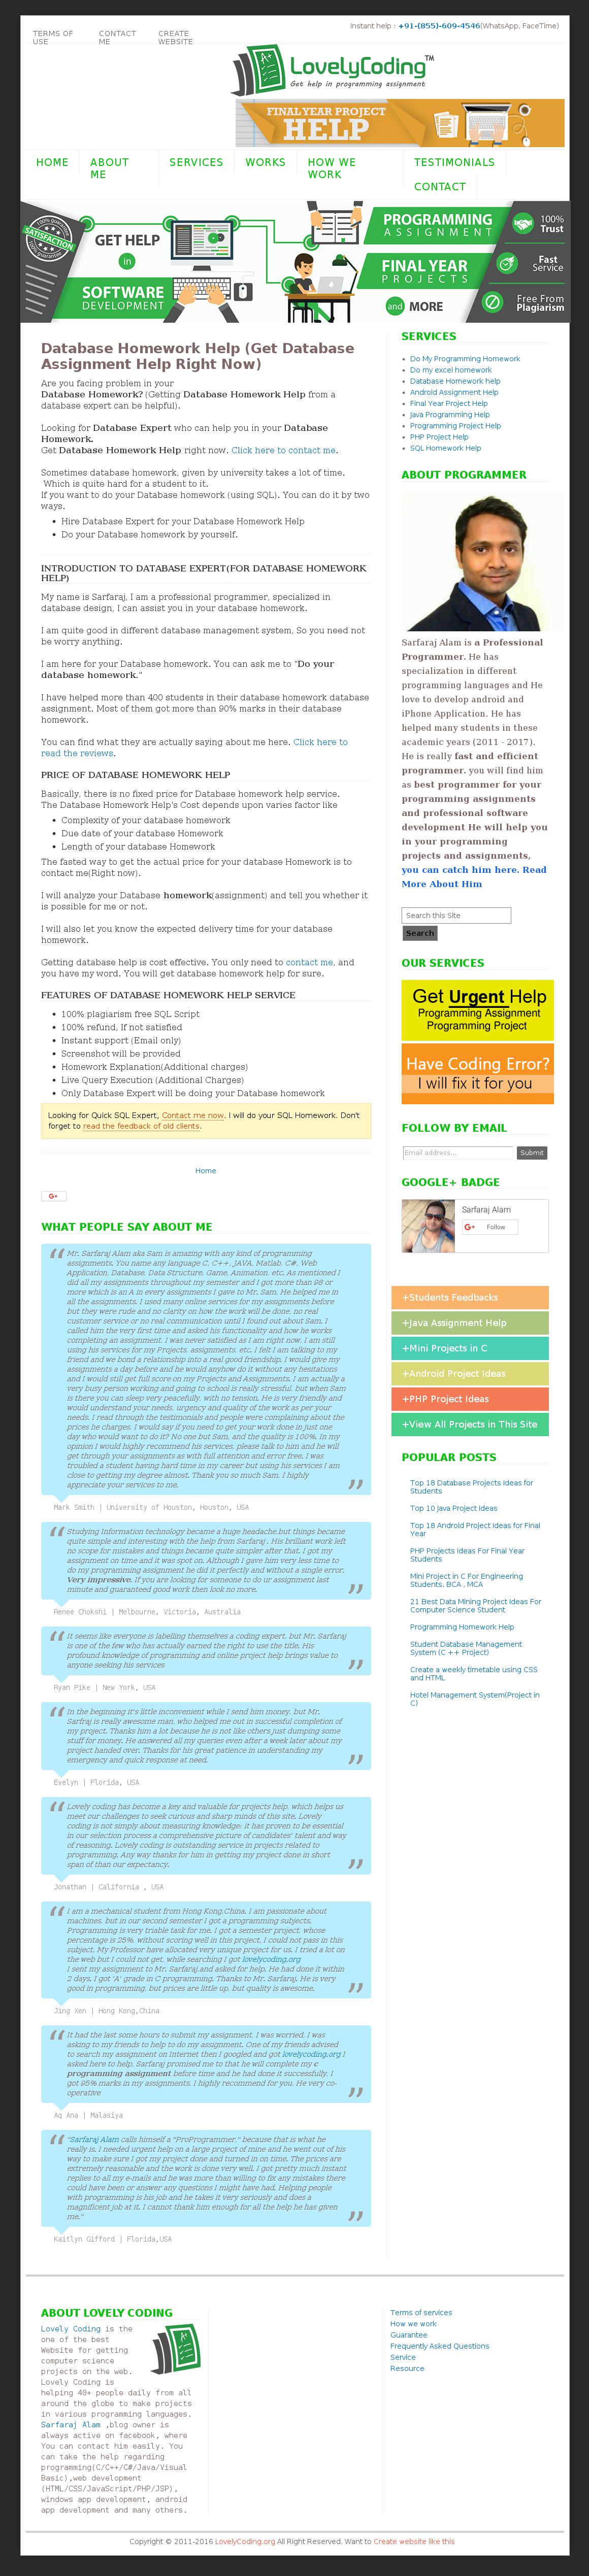 TERMS OF USE
CONTACT ME
CREATE WEBSITE
Instant help : +91-(855)-609-4546(WhatsApp, FaceTime)
LovelyCoding™
Get help in programming assignment
FINAL YEAR PROJECT
HELP
HOME
ABOUT ME
SERVICES
WORKS
HOW WE WORK
TESTIMONIALS
CONTACT
SATISFACTION
GET HELP
in
SOFTWARE
DEVELOPMENT
PROGRAMMING
ASSIGNMENT
FINAL YEAR
PROJECTS
and MORE
100%
Trust
Fast
Service
Free From
Plagiarism
Database Homework Help (Get Database
Assignment Help Right Now)
Are you facing problem in your
Database Homework? (Getting Database Homework Help from a
database expert can be helpful).
Looking for Database Expert who can help you in your Database
Homework.
Get Database Homework Help right now. Click here to contact me.
Sometimes database homework, given by university takes a lot of time.
Which is quite hard for a student to it.
If you want to do your Database homework (using SQL). You can do it by two
ways.
• Hire Database Expert for your Database Homework Help
• Do your Database homework by yourself.
INTRODUCTION TO DATABASE EXPERT(FOR DATABASE HOMEWORK
HELP)
My name is Sarfaraj, I am a professional programmer, specialized in
database design, I can assist you in your database homework.
I am quite good in different database management system, So you need not
be worry anything.
I am here for your Database homework. You can ask me to "Do your
database homework."
I have helped more than 400 students in their database homework database
assignment. Most of them got more than 90% marks in their database
homework.
You can find what they are actually saying about me here. Click here to
read the reviews.
PRICE OF DATABASE HOMEWORK HELP
Basically, there is no fixed price for Database homework help service.
The Database Homework Help's Cost depends upon varies factor like
• Complexity of your database homework
• Due date of your database Homework
• Length of your database Homework
The fasted way to get the actual price for your database Homework is to
contact me(Right now).
I will analyze your Database homework(assignment) and tell you whether it
is possible for me or not.
I will also let you know the expected delivery time for your database
homework.
Getting database help is cost effective. You only need to contact me, and
you have my word. You will get database homework help for sure.
FEATURES OF DATABASE HOMEWORK HELP SERVICE
• 100% plagiarism free SQL Script
• 100% refund, If not satisfied
• Instant support (Email only)
• Screenshot will be provided
• Homework Explanation(Additional charges)
• Live Query Execution (Additional Charges)
• Only Database Expert will be doing your Database homework
Looking for Quick SQL Expert, Contact me now. I will do your SQL Homework. Don't
forget to read the feedback of old clients.
Home
G+
WHAT PEOPLE SAY ABOUT ME
Mr. Sarfaraj Alam aka Sam is amazing with any kind of programming
assignments. You name any language C, C++, JAVA, Matlab, C#, Web
Application, Database, Data Structure, Game, Animation, etc. As mentioned I
did all my assignments throughout my semester and I got more than 98 or
more which is an A in every assignments I gave to Mr. Sam. He helped me in
all the assignments. I used many online services for my assignments before
but they were rude and no clarity on how the work will be done, no real
customer service or no real communication until I found out about Sam. I
called him the very first time and asked his functionality and how he works
completing an assignment. I was never satisfied as I am right now. I am still
using his services for my Projects, assignments, etc. I felt I am talking to my
friend and we bond a relationship into a real good friendship. I would give my
assignments a day before and he would anyhow do it without any hesitations
and I would still get full score on my Projects and Assignments. I am actually a
very busy person working and going to school is really stressful, but when Sam
is there you can sleep very peacefully, with no tension. He is very friendly and
would understand your needs, urgency and quality of the work as per your
needs. I read through the testimonials and people were complaining about the
prices he charges. I would say if you need to get your work done in just one
day who would want to do it? No one but Sam, and the quality is 100%. In my
opinion I would highly recommend his services, please talk to him and he will
get through your assignments as with full attention and error free. I was
troubled a student having hard time in my career but using his services I am
close to getting my degree almost. Thank you so much Sam, I highly
appreciate your services to me.
Mark Smith | University of Houston, Houston, USA
Studying Information technology became a huge headache,but things became
quite simple and interesting with the help from Sarfaraj . His brilliant work left
no scope for mistakes and things became quite simpler after that. I got my
assignment on time and it was spot on. Although I gave him very less time to
do my programming assignment he did it perfectly and without a single error.
Very impressive. If you are looking for someone to do ur assignment last
minute and guaranteed good work then look no more.
Renee Chokshi | Melbourne, Victoria, Australia
It seems like everyone is labelling themselves a coding expert, but Mr. Sarfaraj
is one of the few who has actually earned the right to use the title. His
profound knowledge of programming and online project help brings value to
anyone seeking his services
Ryan Pike | New York, USA
In the beginning it's little inconvenient while I send him money, but Mr.
Sarfraj is really awesome man, who helped me out in successful completion of
my project. Thanks him a lot because he is not like others just dumping some
stuff for money. He answered all my queries even after a week later about my
project handed over. Thanks for his great patience in understanding my
emergency and quick response at need.
Evelyn | Florida, USA
Lovely coding has become a key and valuable for projects help, which helps us
meet our challenges to seek curious and sharp minds of this site. Lovely
coding is not simply about measuring knowledge; it has proven to be essential
in our selection process a comprehensive picture of candidates' talent and way
of reasoning. Lovely coding is outstanding service in projects related to
programming. Any way thanks for him in getting my project done in short
span of than our expectancy.
Jonathan | California , USA
I am a mechanical student from Hong Kong,China. I am passionate about
machines, but in our second semester I got a programming subjects.
Programming is very triable task for me. I got a semester project, whose
percentage is 25%, without scoring well in this project, I could not pass in this
subject. My Professor have allocated very unique project for us. I tried a lot on
the web but I could not get, while searching I got lovelycoding.org
I sent my assignment to Mr. Sarfaraj,and asked for help. He had done it within
2 days, I got 'A' grade in C programming. Thanks to Mr. Sarfaraj. He is very
good in programming, but prices are little up, but quality is awesome.
Jing Xen | Hong Kong,China
It had the last some hours to submit my assignment, I was worried, I was
asking to my friends to help to do my assignment. One of my friends advised
to search my assignment on Internet then I googled and got lovelycoding.org I
asked here to help. Sarfaraj promised me to that he will complete my c
programming assignment before time and he had done it successfully, I
got 95% marks in my assignments. I highly recommend for you. He very co-
operative
Aq Ana | Malasiya
"Sarfaraj Alam calls himself a "ProProgrammer," because that is what he
really is. I needed urgent help on a large project of mine and he went out of his
way to make sure I got my project done and turned in on time. The prices are
extremely reasonable and the work is done very well. I got pretty much instant
replies to all my e-mails and he was more than willing to fix any mistakes there
could have been or answer any questions I might have had. Helping people
with programming is his job and he takes it very seriously and does a
magnificent job at it. I cannot thank him enough for all the help he has given
me."
Kaitlyn Gifford | Florida,USA
SERVICES
• Do My Programming Homework
• Do my excel homework
• Database Homework help
• Android Assignment Help
• Final Year Project Help
• Java Programming Help
• Programming Project Help
• PHP Project Help
• SQL Homework Help
ABOUT PROGRAMMER
Sarfaraj Alam is a Professional
Programmer. He has
specialization in different
programming languages and He
love to develop android and
iPhone Application. He has
helped many students in these
academic years (2011 - 2017).
He is really fast and efficient
programmer. you will find him
as best programmer for your
programming assignments
and professional software
development He will help you
in your programming
projects and assignments,
you can catch him here. Read
More About Him
Search this Site
Search
OUR SERVICES
Get Urgent Help
Programming Assignment
Programming Project
Have Coding Error?
I will fix it for you
FOLLOW BY EMAIL
Email address...
Submit
GOOGLE+ BADGE
Sarfaraj Alam
G+ Follow
+Students Feedbacks
+Java Assignment Help
+Mini Projects in C
+Android Project Ideas
+PHP Project Ideas
+View All Projects in This Site
POPULAR POSTS
Top 18 Database Projects Ideas for
Students
Top 10 Java Project Ideas
Top 18 Android Project Ideas for Final
Year
PHP Projects Ideas For Final Year
Students
Mini Project in C For Engineering
Students, BCA , MCA
21 Best Data Mining Project Ideas For
Computer Science Student
Programming Homework Help
Student Database Management
System (C ++ Project)
Create a weekly timetable using CSS
and HTML
Hotel Management System(Project in
C)
ABOUT LOVELY CODING
Lovely Coding is the
one of the best
Website for getting
computer science
projects on the web.
Lovely Coding is
helping 40+ people daily from all
around the globe to make projects
in various programming languages.
Sarfaraj Alam ,blog owner is
always active on facebook, where
You can contact him easily. You
can take the help regarding
programming(C/C++/C#/Java/Visual
Basic),web development
(HTML/CSS/JavaScript/PHP/JSP),
windows app development, android
app development and many others.
Terms of services
How we work
Guarantee
Frequently Asked Questions
Service
Resource
Copyright © 2011-2016 LovelyCoding.org All Right Reserved. Want to Create website like this